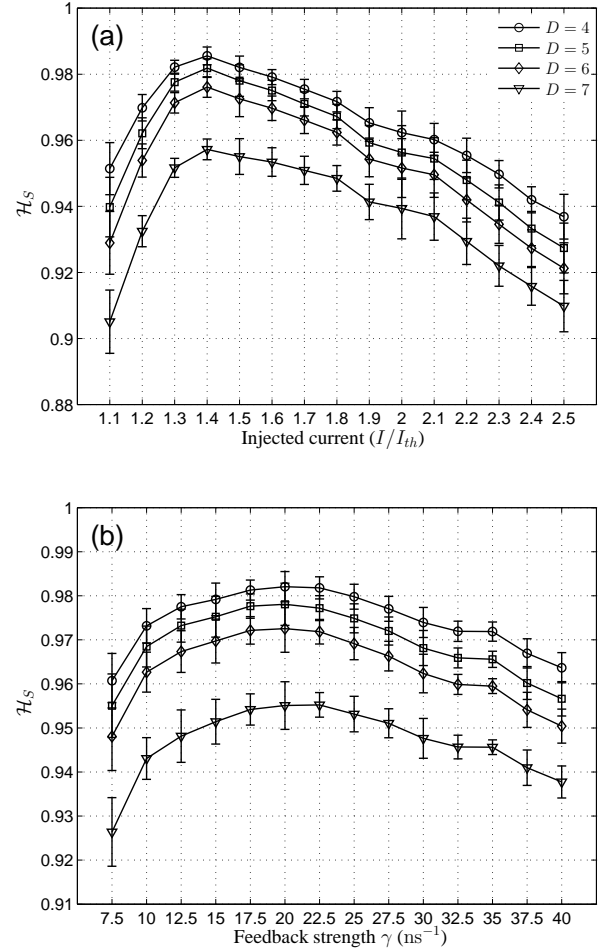 (a)
D = 4
D = 5
D = 6
D = 7
1
0.98
0.96
0.94
0.92
0.9
0.88
H_S
1.1 1.2 1.3 1.4 1.5 1.6 1.7 1.8 1.9 2 2.1 2.2 2.3 2.4 2.5
Injected current (I/I_th)
(b)
1
0.99
0.98
0.97
0.96
0.95
0.94
0.93
0.92
0.91
H_S
7.5 10 12.5 15 17.5 20 22.5 25 27.5 30 32.5 35 37.5 40
Feedback strength γ (ns⁻¹)